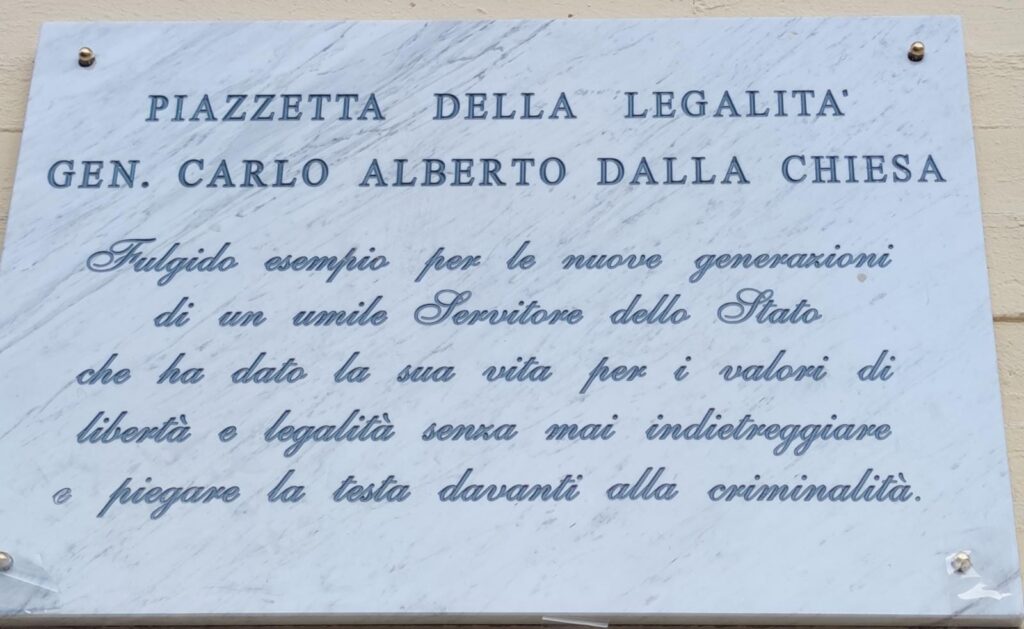 PIAZZETTA DELLA LEGALITA'
GEN. CARLO ALBERTO DALLA CHIESA
Fulgido esempio per le nuove generazioni
di un umile Servitore dello Stato
che ha dato la sua vita per i valori di
libertà e legalità senza mai indietreggiare
e piegare la testa davanti alla criminalità.